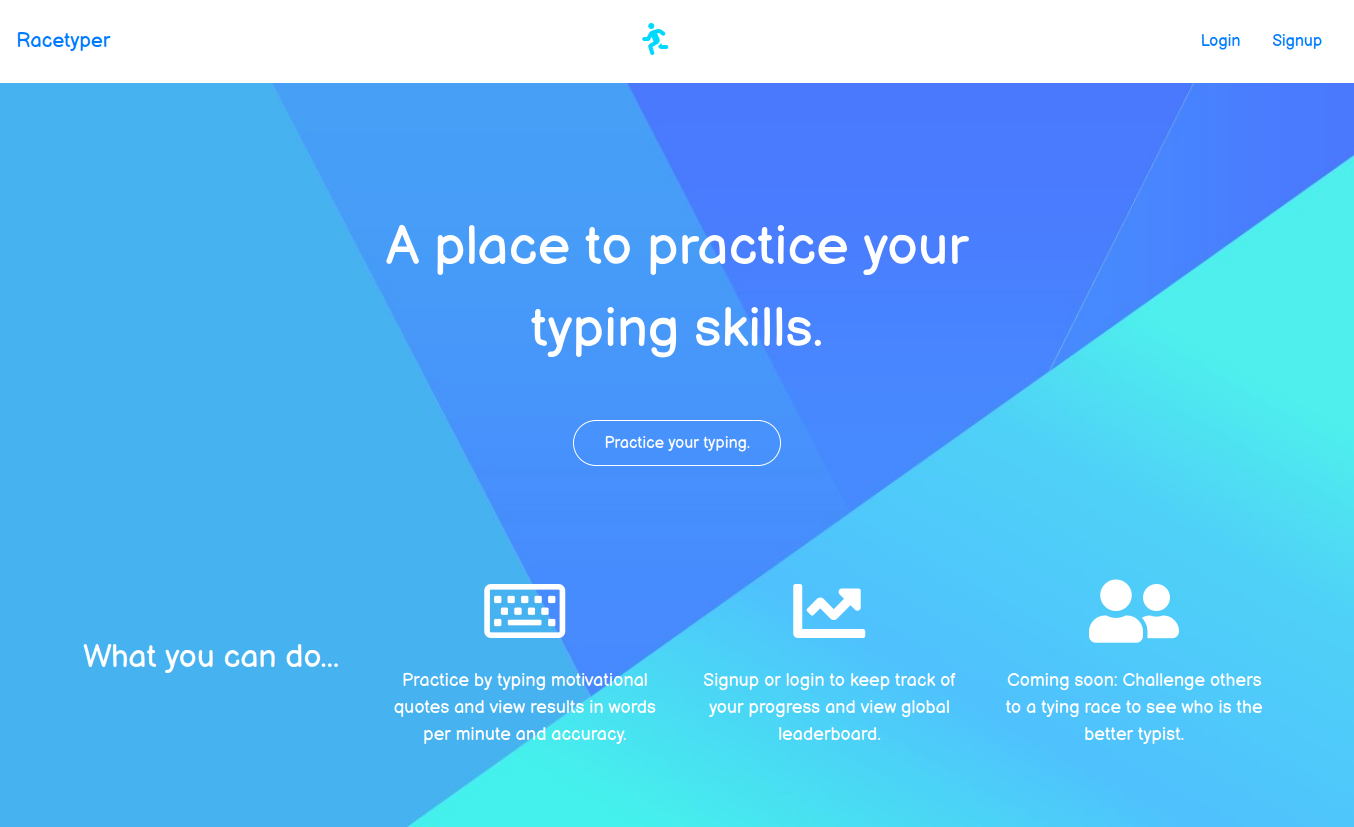 Racetyper
Login
Signup
A place to practice your
typing skills.
Practice your typing.
What you can do...
Practice by typing motivational
quotes and view results in words
per minute and accuracy.
Signup or login to keep track of
your progress and view global
leaderboard.
Coming soon: Challenge others
to a tying race to see who is the
better typist.